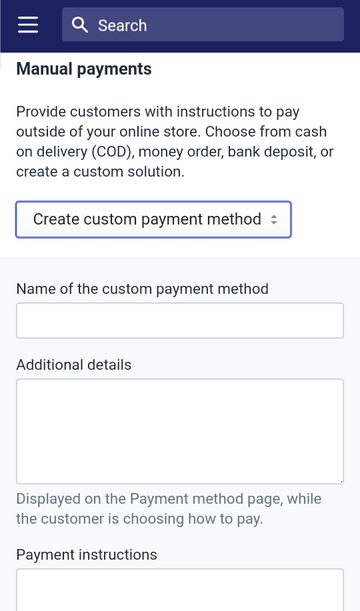 Search
Manual payments
Provide customers with instructions to pay
outside of your online store. Choose from cash
on delivery (COD), money order, bank deposit, or
create a custom solution.
Create custom payment method
Name of the custom payment method
Additional details
Displayed on the Payment method page, while
the customer is choosing how to pay.
Payment instructions